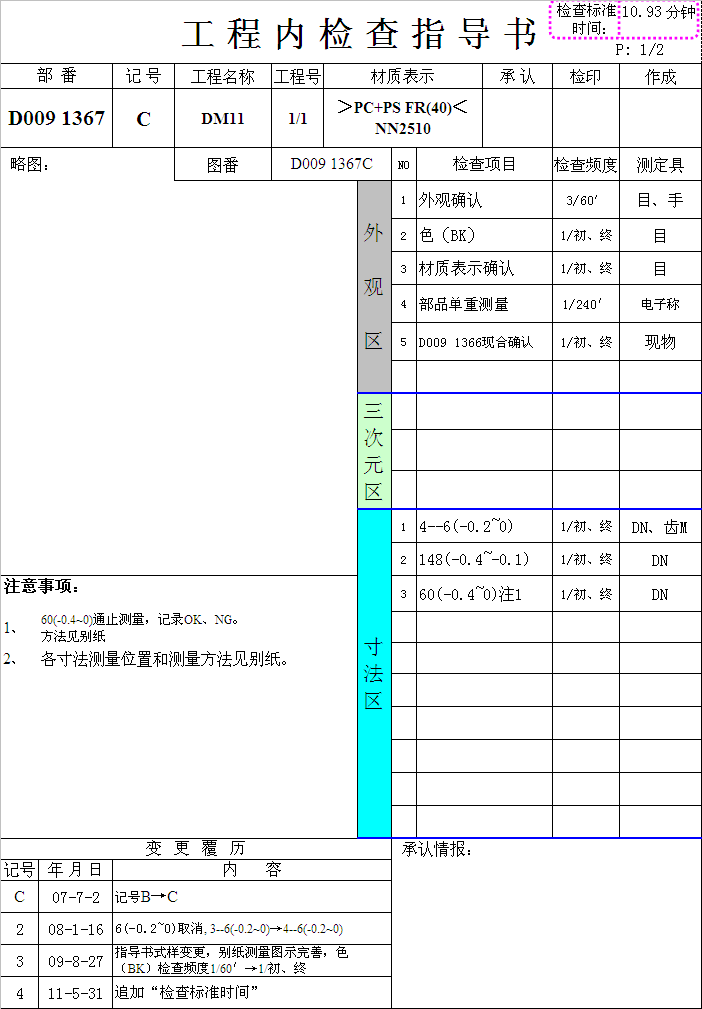 工程内检查指导书
检查标准 10.93 分钟
时间：
P: 1/2
部 番 记 号 工程名称 工程号 材质表示 承 认 检印 作成
D009 1367 C DM11 1/1 ＞PC+PS FR(40)＜
NN2510
略图： 图番 D009 1367C NO 检查项目 检查频度 测定具
外观区
1 外观确认 3/60′ 目、手
2 色（BK） 1/初、终 目
3 材质表示确认 1/初、终 目
4 部品单重测量 1/240′ 电子称
5 D009 1366现合确认 1/初、终 现物
三次元区
寸法区
1 4--6(-0.2~0) 1/初、终 DN、齿M
2 148(-0.4~-0.1) 1/初、终 DN
3 60(-0.4~0)注1 1/初、终 DN
注意事项：
1、 60(-0.4~0)通止测量，记录OK、NG。
方法见别纸
2、 各寸法测量位置和测量方法见别纸。
变 更 覆 历
记号 年 月 日 内 容
C 07-7-2 记号B→C
2 08-1-16 6(-0.2~0)取消, 3--6(-0.2~0)→4--6(-0.2~0)
3 09-8-27 指导书式样变更，别纸测量图示完善，色
（BK）检查频度1/60′→1/初、终
4 11-5-31 追加“检查标准时间”
承认情报：